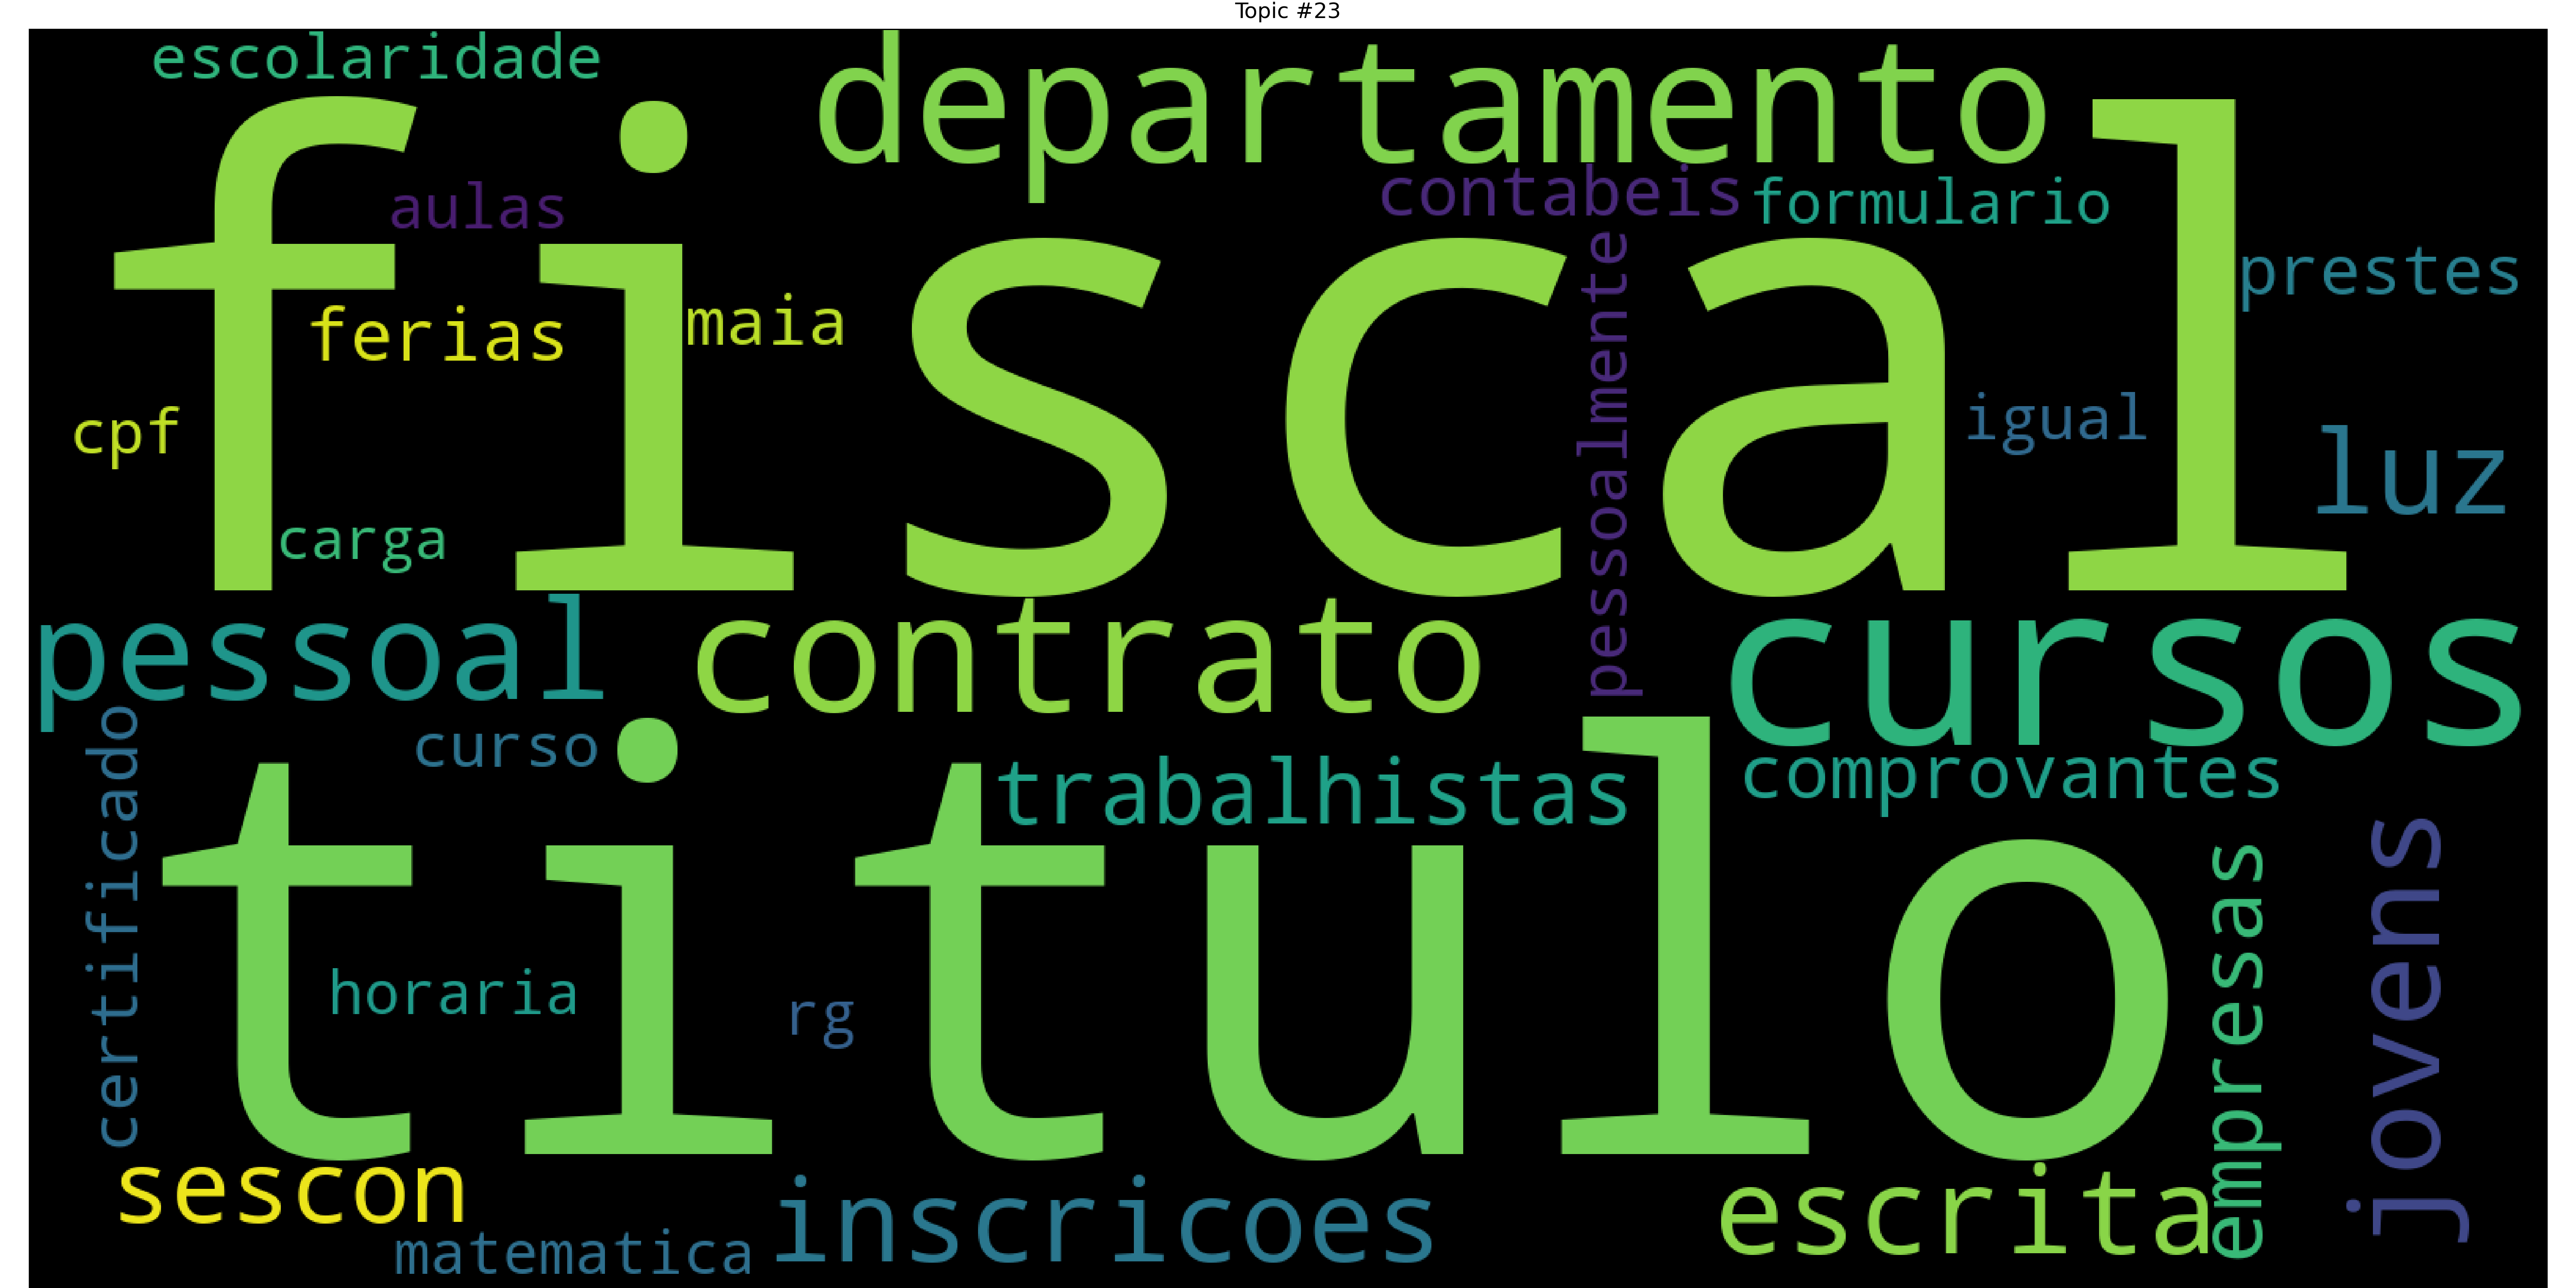 Topic #23
escolaridade
departamento
fiscal
aulas
contabeis
formulario
prestes
ferias
maia
pessoalmente
cpf
igual
luz
carga
pessoal
contrato
cursos
certificado
curso
titulo
trabalhistas
comprovantes
jovens
empresas
horaria
rg
sescon
inscricoes
escrita
matematica